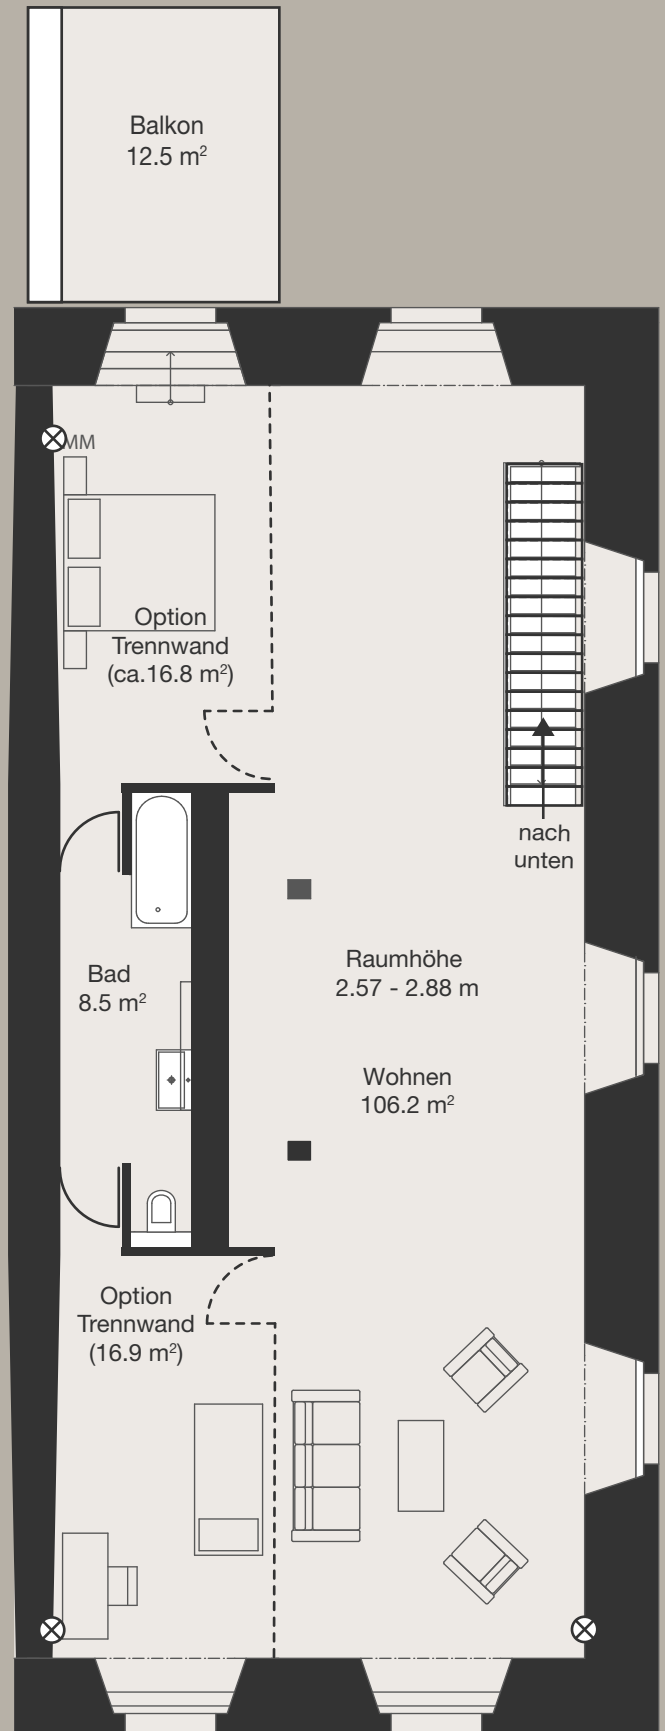 Balkon
12.5 m²
MM
Option
Trennwand
(ca.16.8 m²)
nach
unten
Raumhöhe
2.57 - 2.88 m
Bad
8.5 m²
Wohnen
106.2 m²
Option
Trennwand
(16.9 m²)